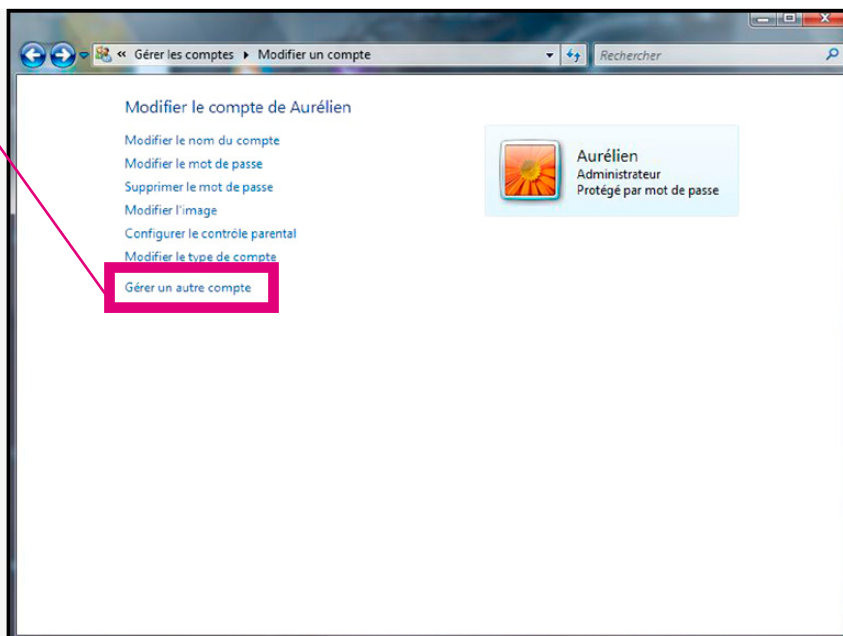 « Gérer les comptes ▸ Modifier un compte
Rechercher
Modifier le compte de Aurélien
Modifier le nom du compte
Modifier le mot de passe
Supprimer le mot de passe
Modifier l'image
Configurer le contrôle parental
Modifier le type de compte
Gérer un autre compte
Aurélien
Administrateur
Protégé par mot de passe